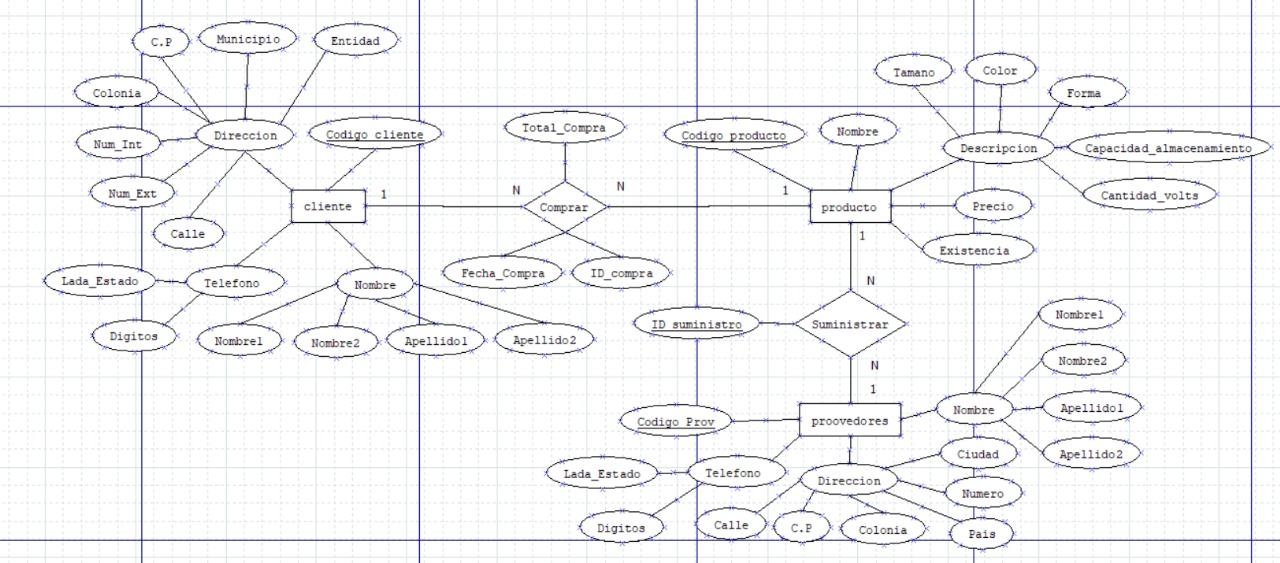 C.P
Municipio
Entidad
Colonia
Direccion
Codigo cliente
Num_Int
Num_Ext
Calle
cliente
1
N
Total_Compra
Comprar
N
Fecha_Compra
ID_compra
Lada_Estado
Telefono
Digitos
Nombre
Nombre1
Nombre2
Apellido1
Apellido2
Codigo producto
Nombre
Tamano
Color
Forma
Descripcion
Capacidad_almacenamiento
Cantidad_volts
1
producto
Precio
Existencia
1
N
ID suministro
Suministrar
N
1
Codigo Prov
proovedores
Nombre
Nombre1
Nombre2
Apellido1
Apellido2
Lada_Estado
Telefono
Digitos
Direccion
Ciudad
Numero
Calle
C.P
Colonia
Pais